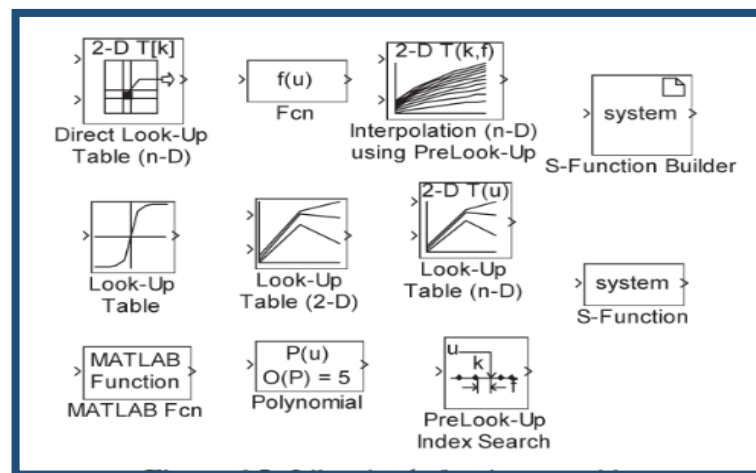 2-D T[k]
Direct Look-Up
Table (n-D)
f(u)
Fcn
2-D T(k,f)
Interpolation (n-D)
using PreLook-Up
system
S-Function Builder
Look-Up
Table
Look-Up
Table (2-D)
2-D T(u)
Look-Up
Table (n-D)
system
S-Function
MATLAB
Function
MATLAB Fcn
P(u)
O(P) = 5
Polynomial
u
k
f
PreLook-Up
Index Search